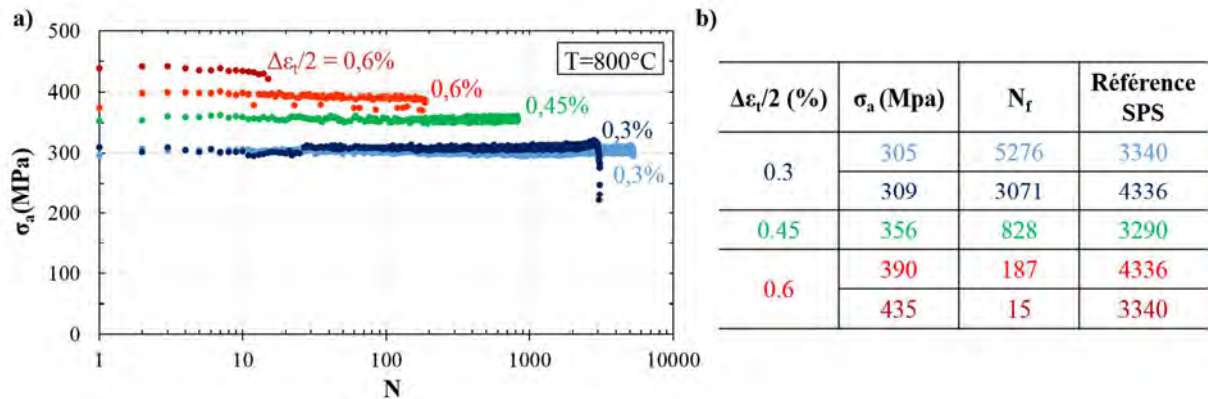 a)
500
400
300
200
100
0
σa(MPa)
Δεt/2 = 0,6%
0,6%
0,45%
0,3%
0,3%
T=800°C
1
10
100
1000
10000
N
b)
Δεt/2 (%) σa (Mpa) Nf Référence SPS
0.3 305 5276 3340
309 3071 4336
0.45 356 828 3290
0.6 390 187 4336
435 15 3340